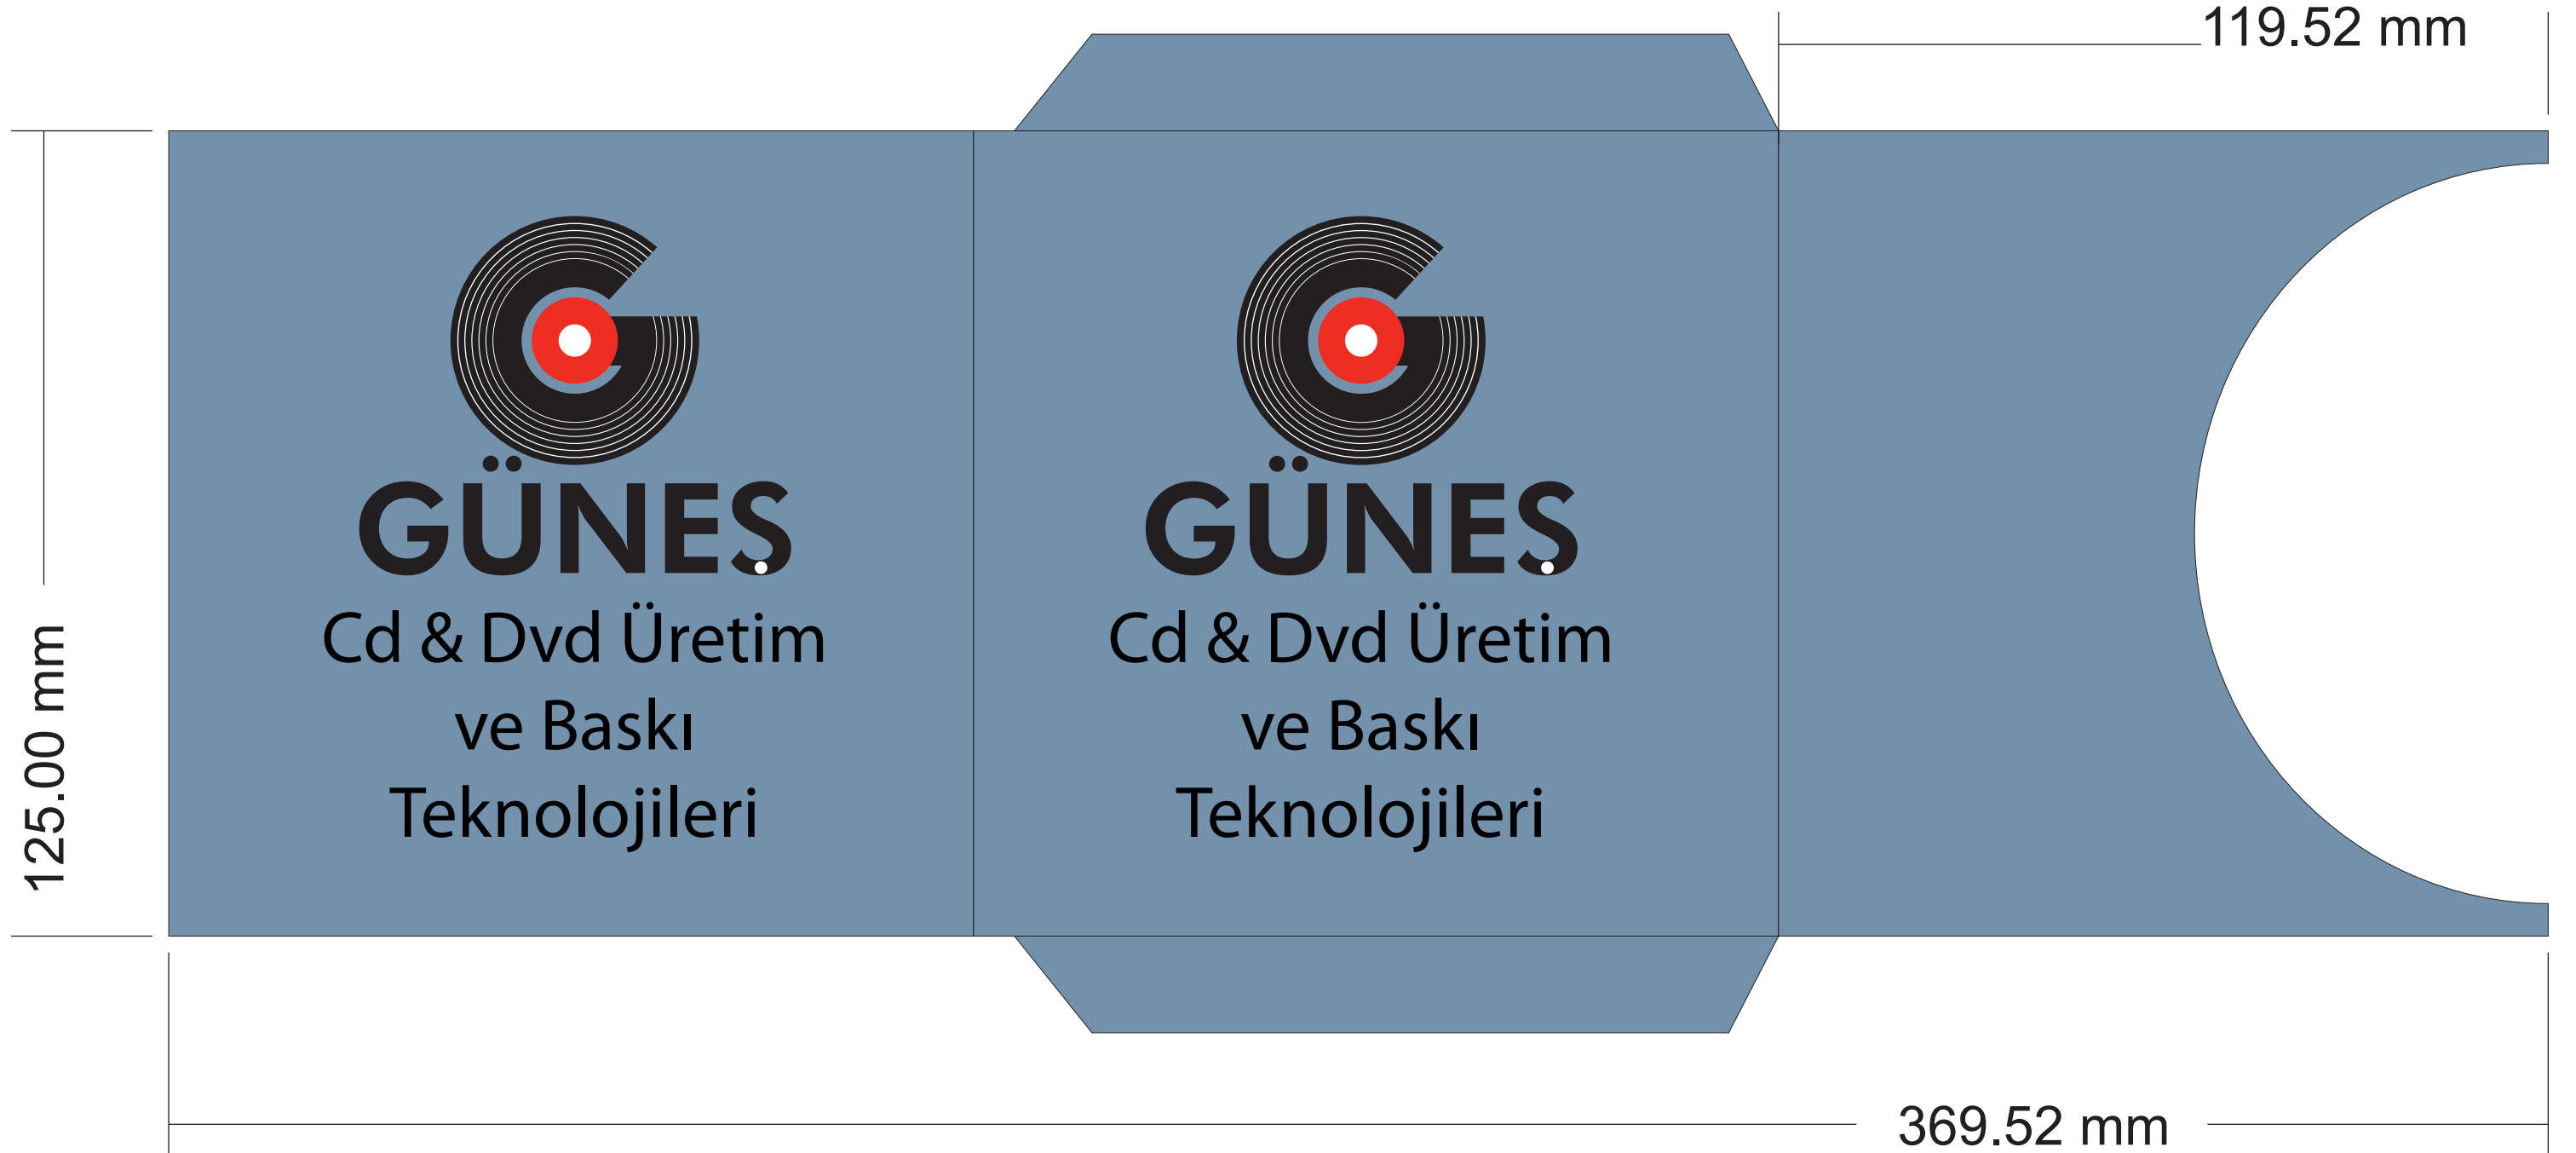 119.52 mm
125.00 mm
GÜNEŞ
Cd & Dvd Üretim
ve Baskı
Teknolojileri
GÜNEŞ
Cd & Dvd Üretim
ve Baskı
Teknolojileri
369.52 mm